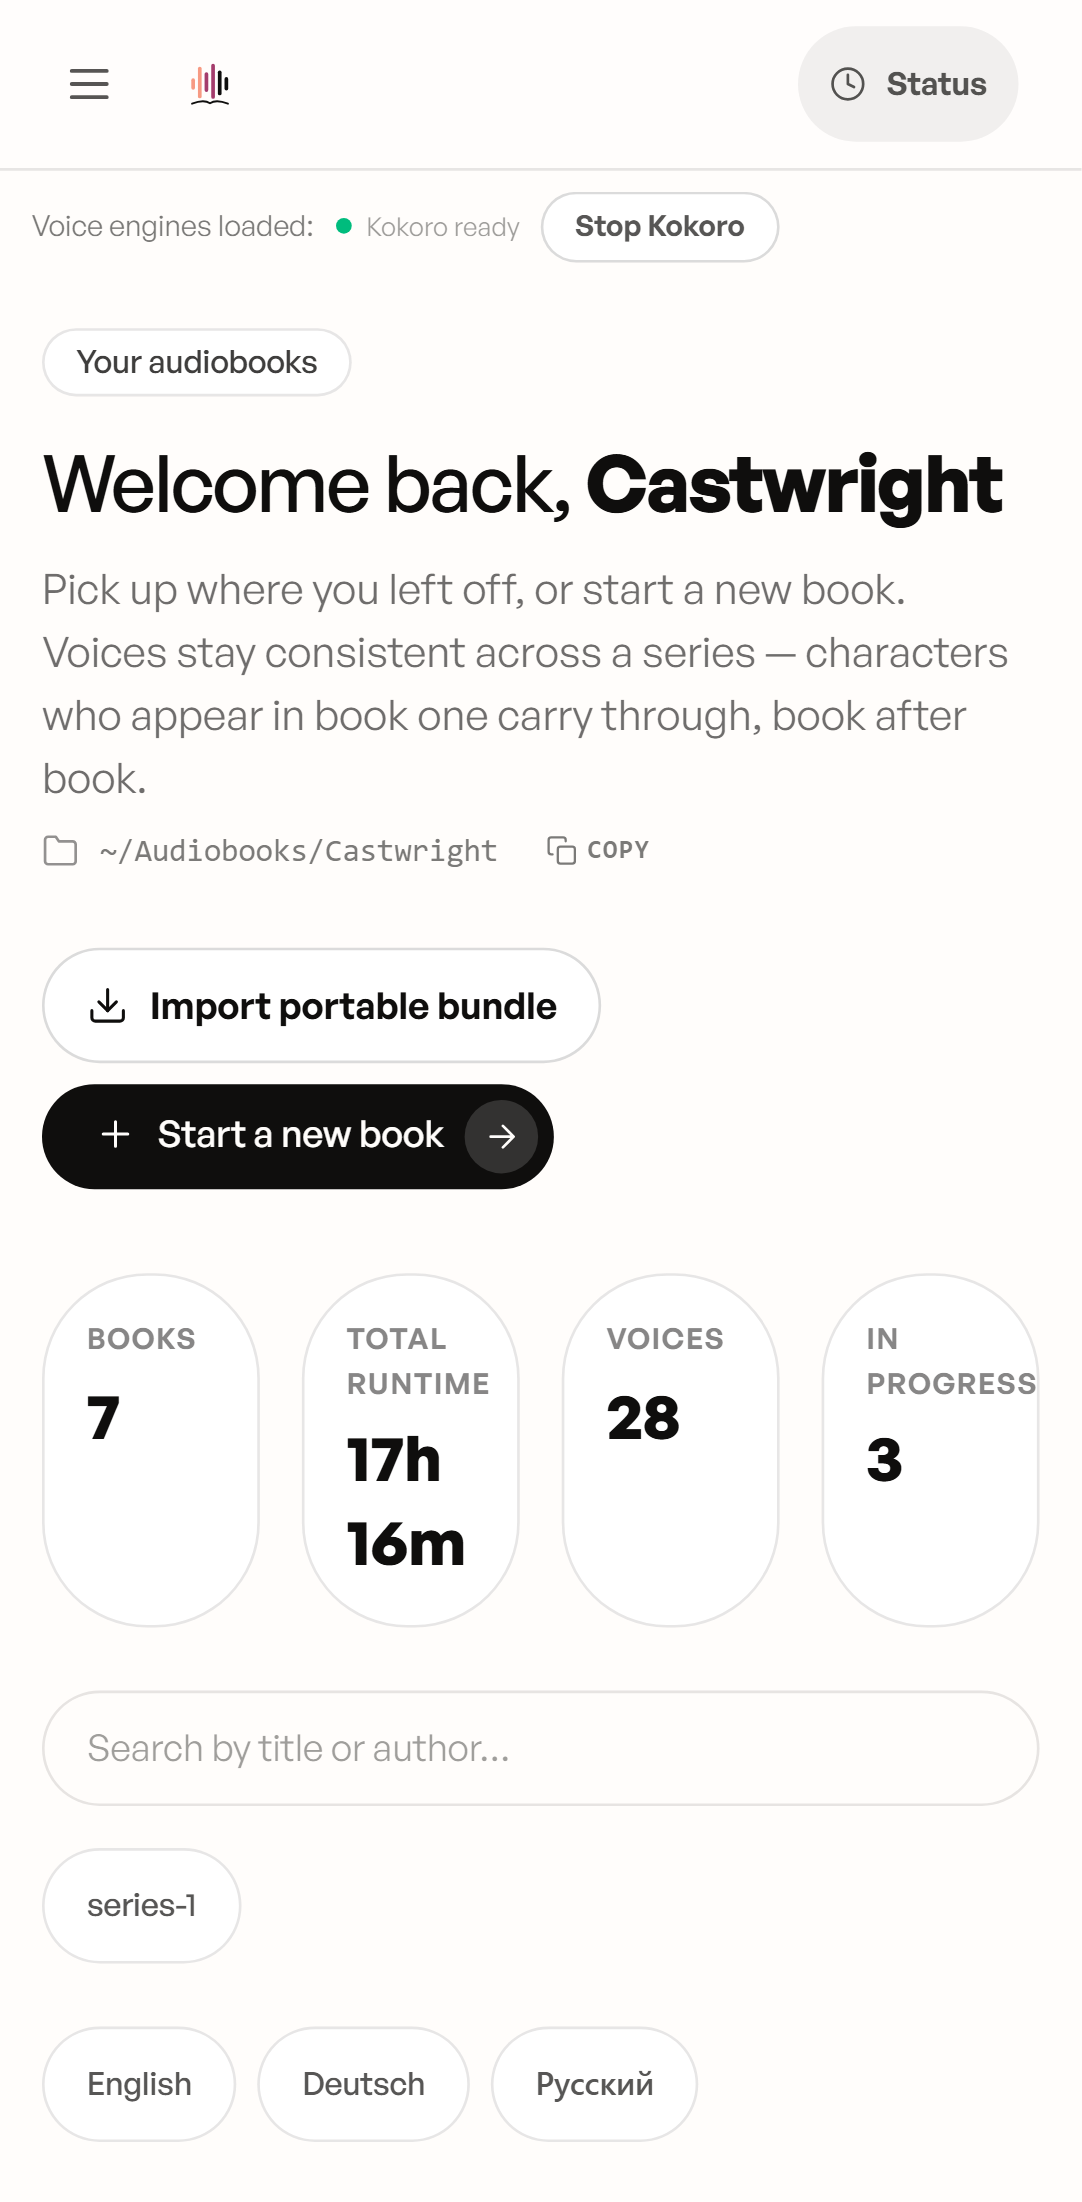 Status
Voice engines loaded: Kokoro ready Stop Kokoro
Your audiobooks
Welcome back, Castwright
Pick up where you left off, or start a new book.
Voices stay consistent across a series — characters
who appear in book one carry through, book after
book.
~/Audiobooks/Castwright COPY
Import portable bundle
Start a new book
BOOKS
7
TOTAL
RUNTIME
17h
16m
VOICES
28
IN
PROGRESS
3
Search by title or author...
series-1
English Deutsch Русский